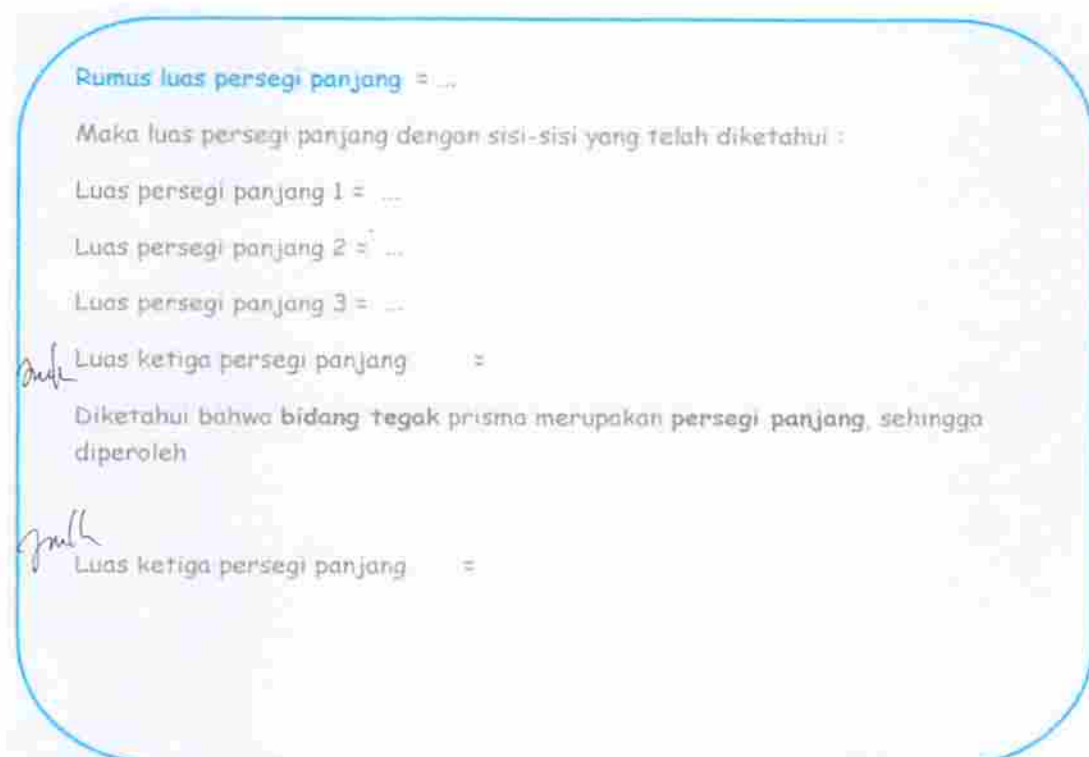 Rumus luas persegi panjang = ...
Maka luas persegi panjang dengan sisi-sisi yang telah diketahui :
Luas persegi panjang 1 = ...
Luas persegi panjang 2 = ...
Luas persegi panjang 3 = ...
Luas ketiga persegi panjang =
Diketahui bahwa bidang tegak prisma merupakan persegi panjang, sehingga
diperoleh
Luas ketiga persegi panjang =